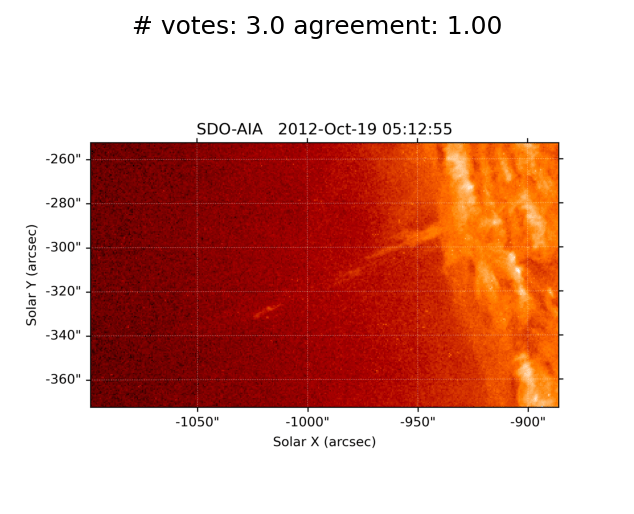 # votes: 3.0 agreement: 1.00
SDO-AIA   2012-Oct-19 05:12:55
-260"
-280"
-300"
-320"
-340"
-360"
Solar Y (arcsec)
-1050"
-1000"
-950"
-900"
Solar X (arcsec)